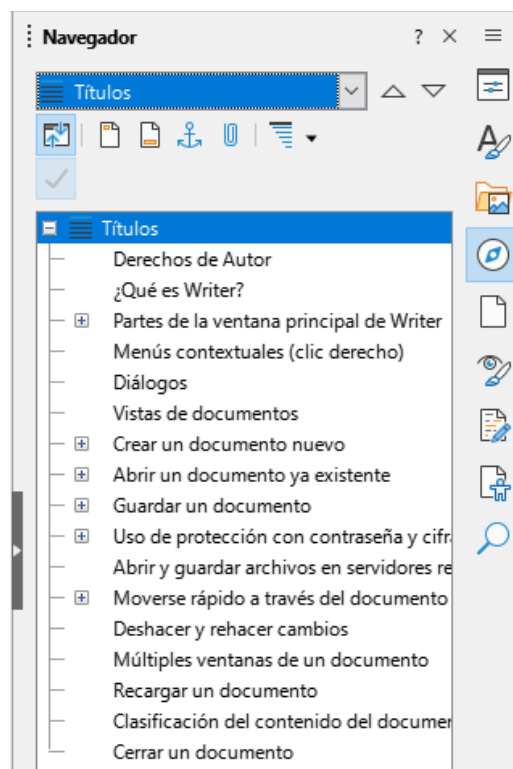 Navegador ?
Títulos
Títulos
Derechos de Autor
¿Qué es Writer?
Partes de la ventana principal de Writer
Menús contextuales (clic derecho)
Diálogos
Vistas de documentos
Crear un documento nuevo
Abrir un documento ya existente
Guardar un documento
Uso de protección con contraseña y cifr
Abrir y guardar archivos en servidores re
Moverse rápido a través del documento
Deshacer y rehacer cambios
Múltiples ventanas de un documento
Recargar un documento
Clasificación del contenido del documen
Cerrar un documento